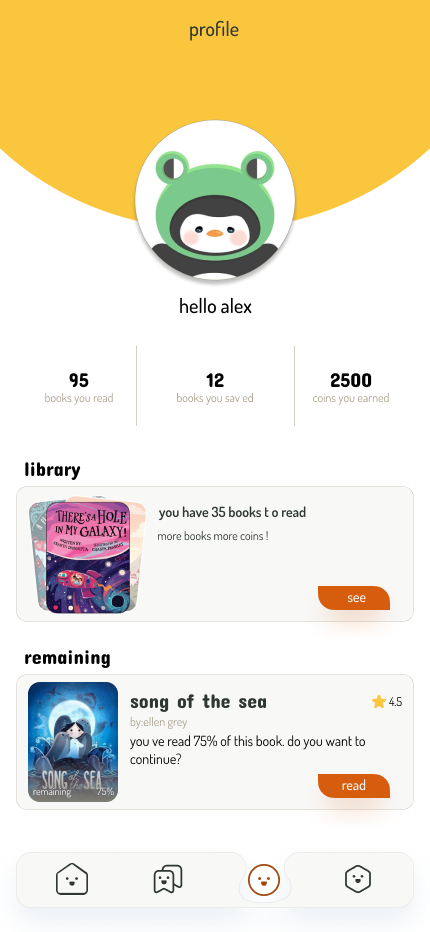 profile
hello alex
95
books you read
12
books you sav ed
2500
coins you earned
library
THERE'S A HOLE
IN MY GALAXY!
you have 35 books t o read
more books more coins !
see
remaining
song of the sea
4.5
by:ellen grey
you ve read 75% of this book. do you want to
continue?
SONG of the SEA
remaining 75%
read